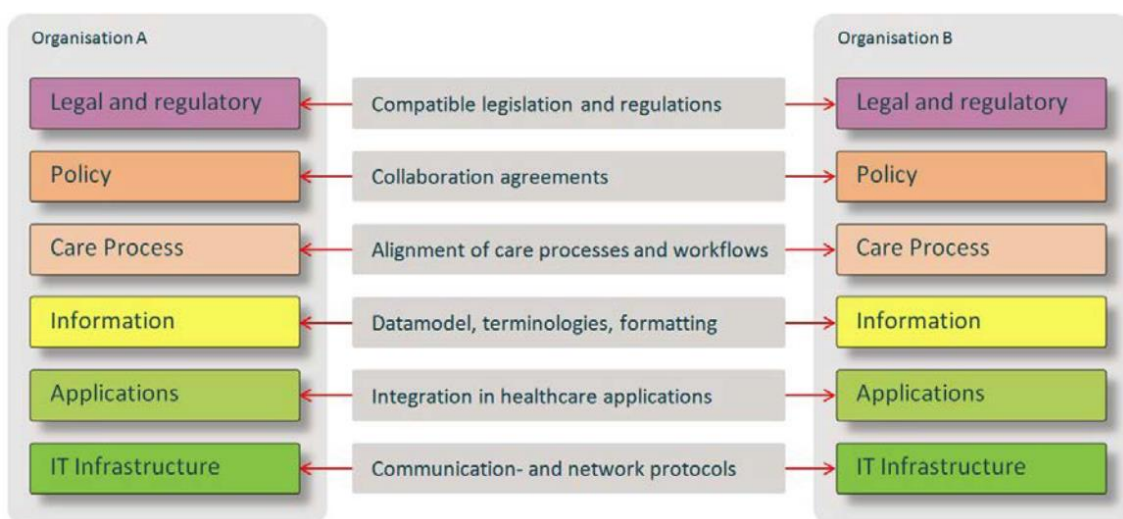 Organisation A
Organisation B
Legal and regulatory
Compatible legislation and regulations
Legal and regulatory
Policy
Collaboration agreements
Policy
Care Process
Alignment of care processes and workflows
Care Process
Information
Datamodel, terminologies, formatting
Information
Applications
Integration in healthcare applications
Applications
IT Infrastructure
Communication- and network protocols
IT Infrastructure